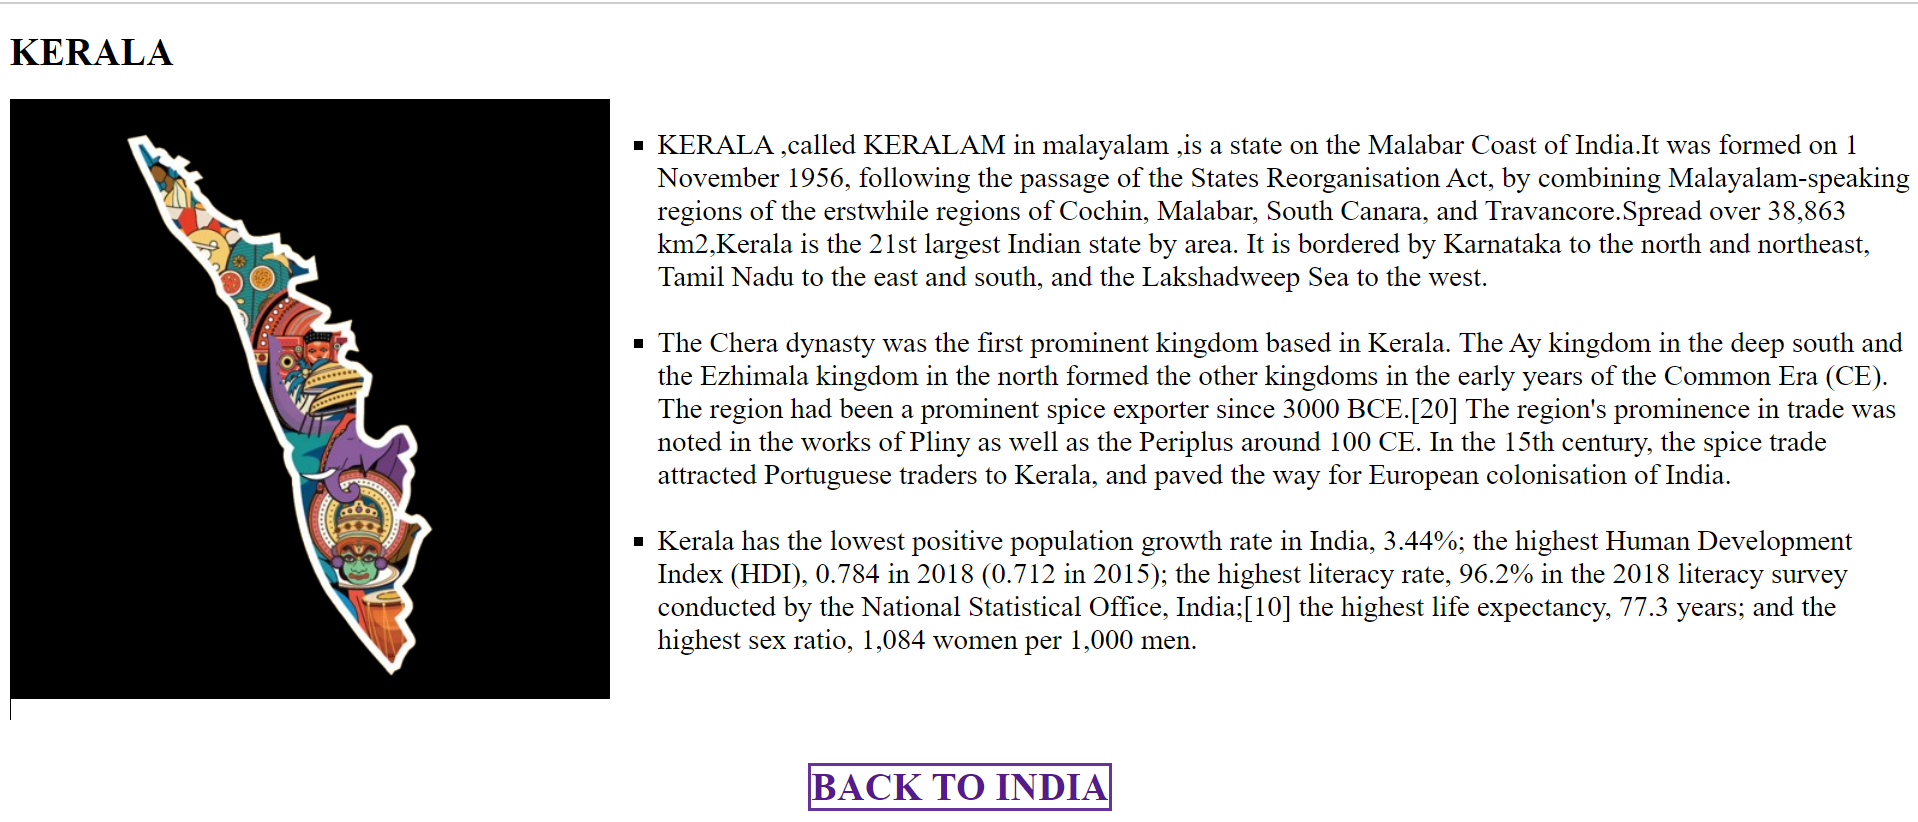 KERALA
KERALA ,called KERALAM in malayalam ,is a state on the Malabar Coast of India.It was formed on 1
November 1956, following the passage of the States Reorganisation Act, by combining Malayalam-speaking
regions of the erstwhile regions of Cochin, Malabar, South Canara, and Travancore.Spread over 38,863
km2,Kerala is the 21st largest Indian state by area. It is bordered by Karnataka to the north and northeast,
Tamil Nadu to the east and south, and the Lakshadweep Sea to the west.
The Chera dynasty was the first prominent kingdom based in Kerala. The Ay kingdom in the deep south and
the Ezhimala kingdom in the north formed the other kingdoms in the early years of the Common Era (CE).
The region had been a prominent spice exporter since 3000 BCE.[20] The region's prominence in trade was
noted in the works of Pliny as well as the Periplus around 100 CE. In the 15th century, the spice trade
attracted Portuguese traders to Kerala, and paved the way for European colonisation of India.
Kerala has the lowest positive population growth rate in India, 3.44%; the highest Human Development
Index (HDI), 0.784 in 2018 (0.712 in 2015); the highest literacy rate, 96.2% in the 2018 literacy survey
conducted by the National Statistical Office, India;[10] the highest life expectancy, 77.3 years; and the
highest sex ratio, 1,084 women per 1,000 men.
BACK TO INDIA